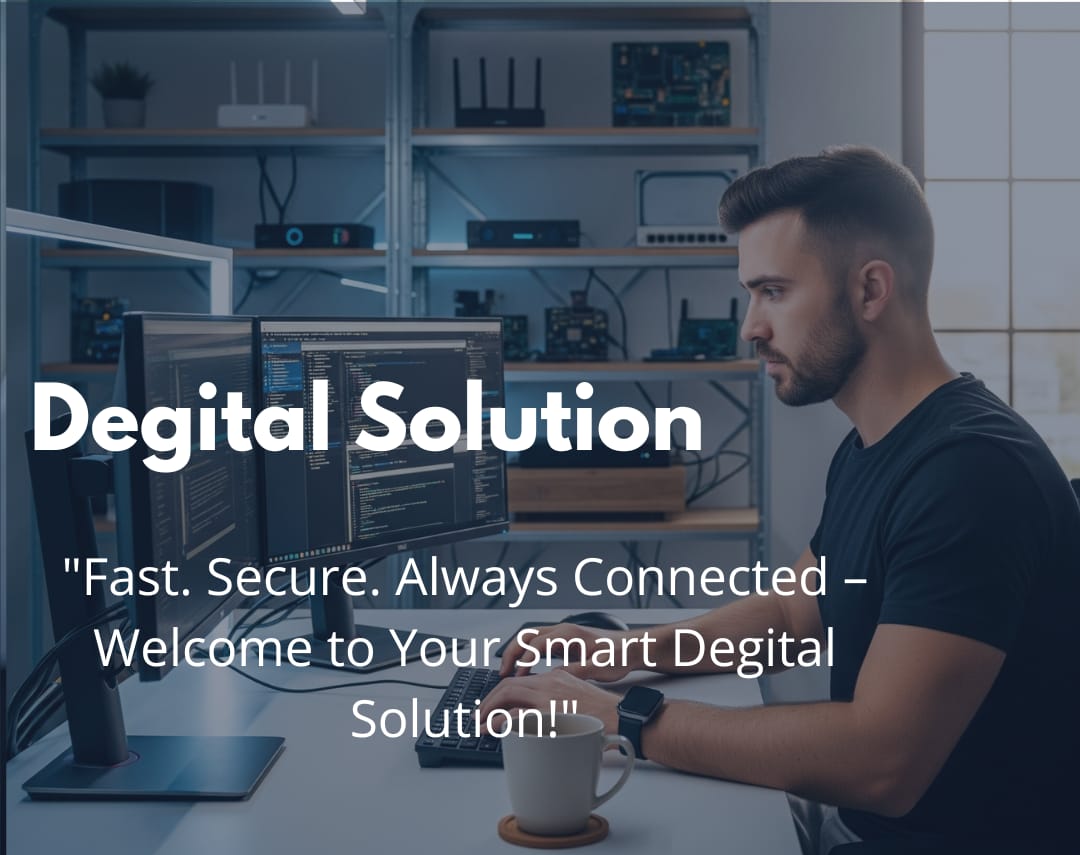 Degital Solution
"Fast. Secure. Always Connected –
Welcome to Your Smart Degital
Solution!"